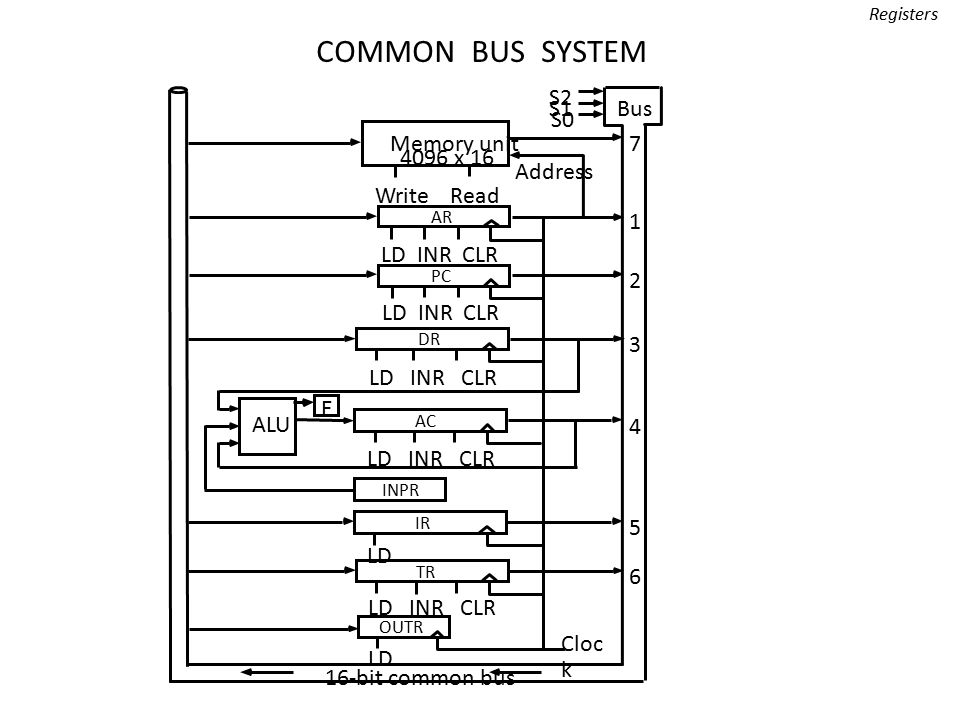 Registers
COMMON BUS SYSTEM
S2
S1
S0
Bus
Memory unit
4096 x 16
7
Address
Write Read
AR
1
LD INR CLR
PC
2
LD INR CLR
DR
3
LD INR CLR
E
ALU
AC
4
LD INR CLR
INPR
IR
5
LD
TR
6
LD INR CLR
OUTR
LD
Cloc
k
16-bit common bus